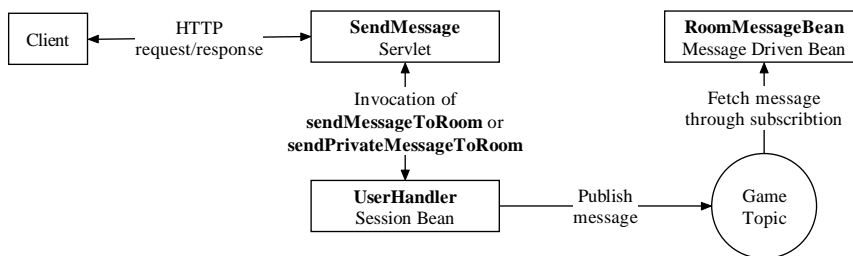 Client
HTTP
request/response
SendMessage
Servlet
RoomMessageBean
Message Driven Bean
Invocation of
sendMessageToRoom or
sendPrivateMessageToRoom
Fetch message
through subscribtion
UserHandler
Session Bean
Publish
message
Game
Topic